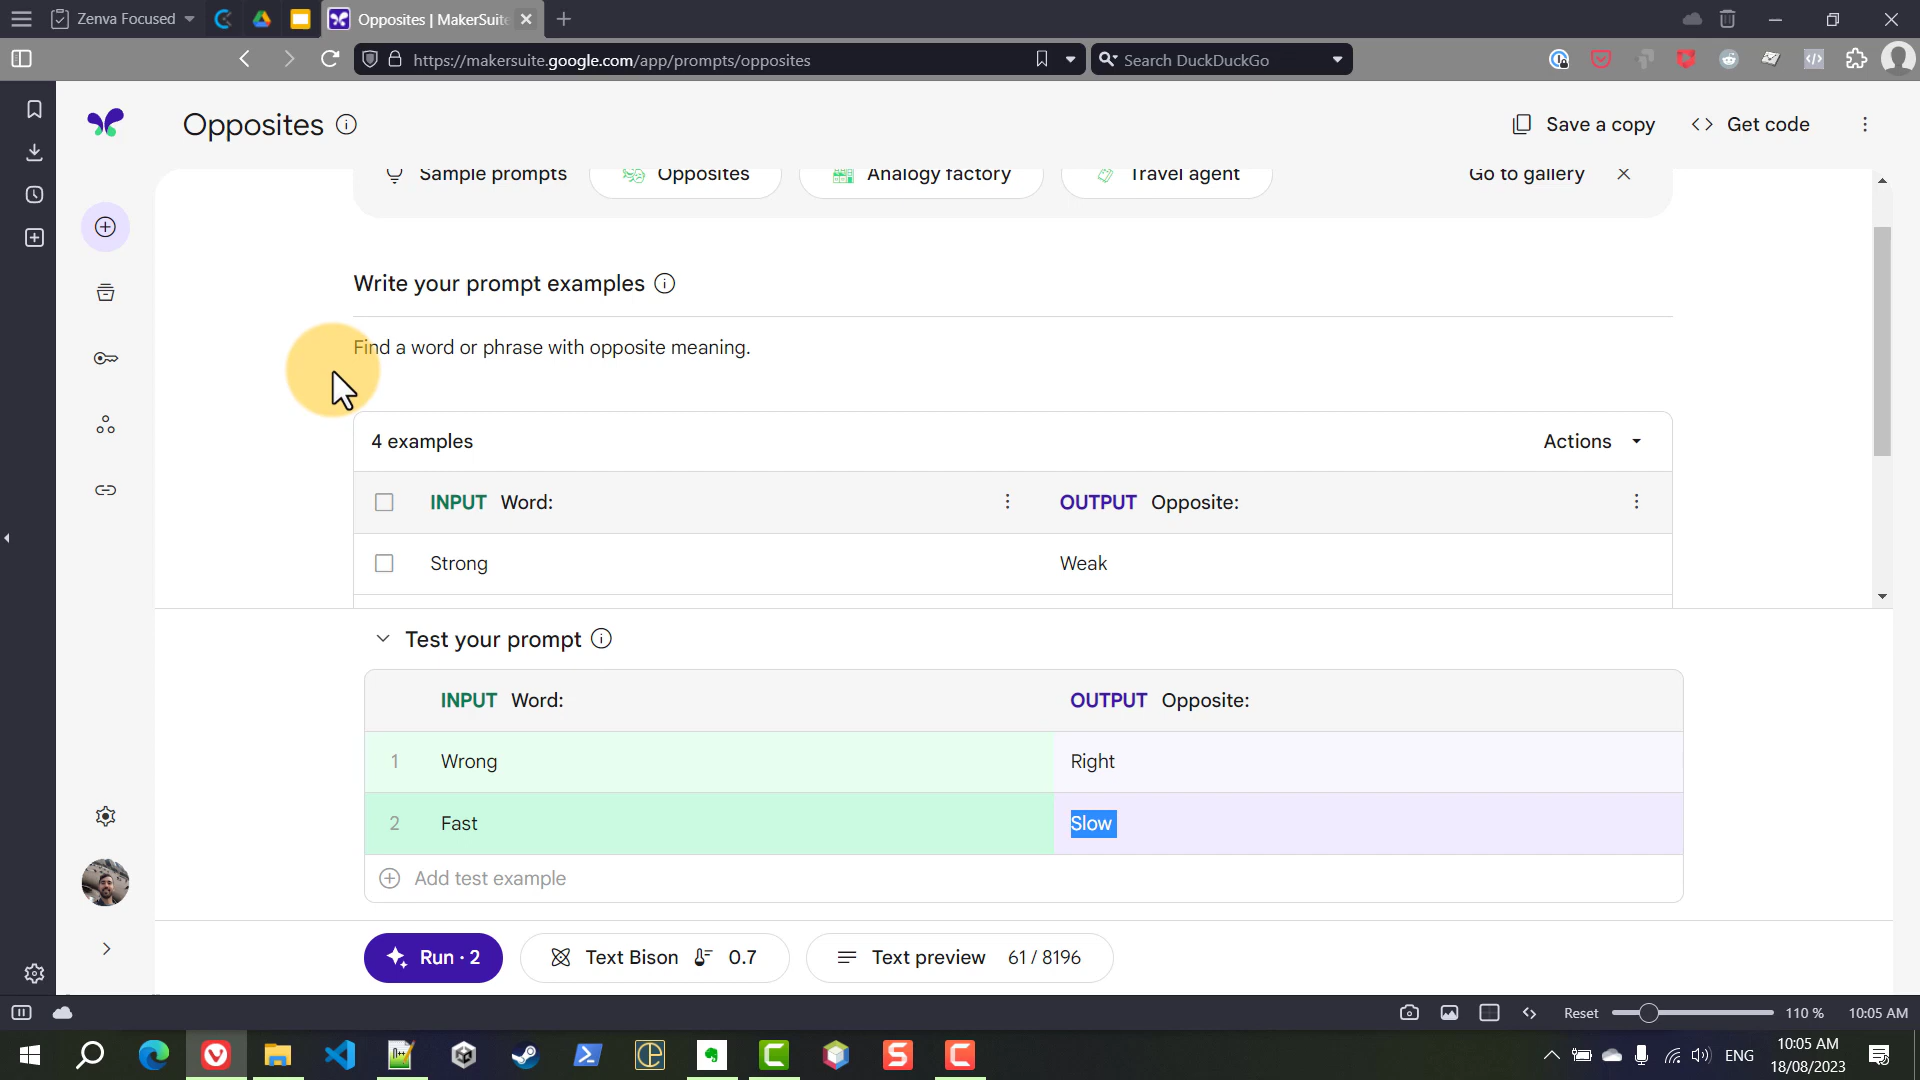 Zenva Focused
Opposites | MakerSuite
https://makersuite.google.com/app/prompts/opposites
Search DuckDuckGo
Opposites
Save a copy
Get code
Sample prompts
Opposites
Analogy factory
Travel agent
Go to gallery
Write your prompt examples
Find a word or phrase with opposite meaning.
4 examples
Actions
INPUT Word:
OUTPUT Opposite:
Strong
Weak
Test your prompt
INPUT Word:
OUTPUT Opposite:
1 Wrong
Right
2 Fast
Slow
Add test example
Run · 2
Text Bison 0.7
Text preview 61 / 8196
Reset
110 %
10:05 AM
ENG
10:05 AM
18/08/2023